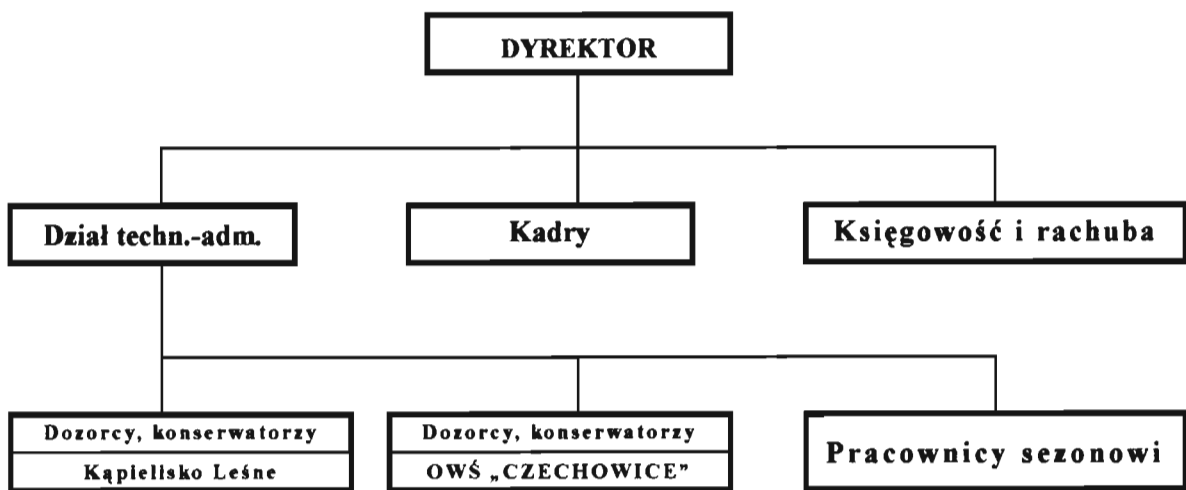 DYREKTOR
Dział techn.-adm.
Kadry
Księgowość i rachuba
Dozorcy, konserwatorzy
Kąpielisko Leśne
Dozorcy, konserwatorzy
OWŚ „CZECHOWICE”
Pracownicy sezonowi